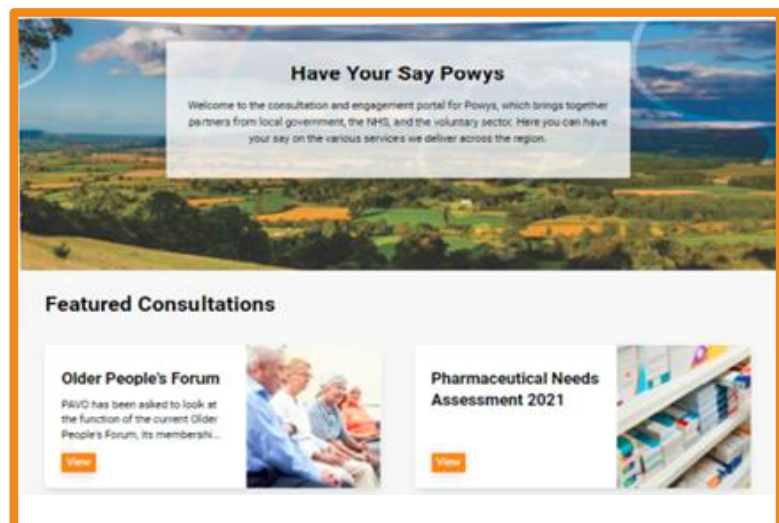 Have Your Say Powys
Welcome to the consultation and engagement portal for Powys, which brings together
partners from local government, the NHS, and the voluntary sector. Here you can have
your say on the various services we deliver across the region.
Featured Consultations
Older People's Forum
PAVO has been asked to look at
the function of the current Older
People's Forum, its membershi...
View
Pharmaceutical Needs
Assessment 2021
View